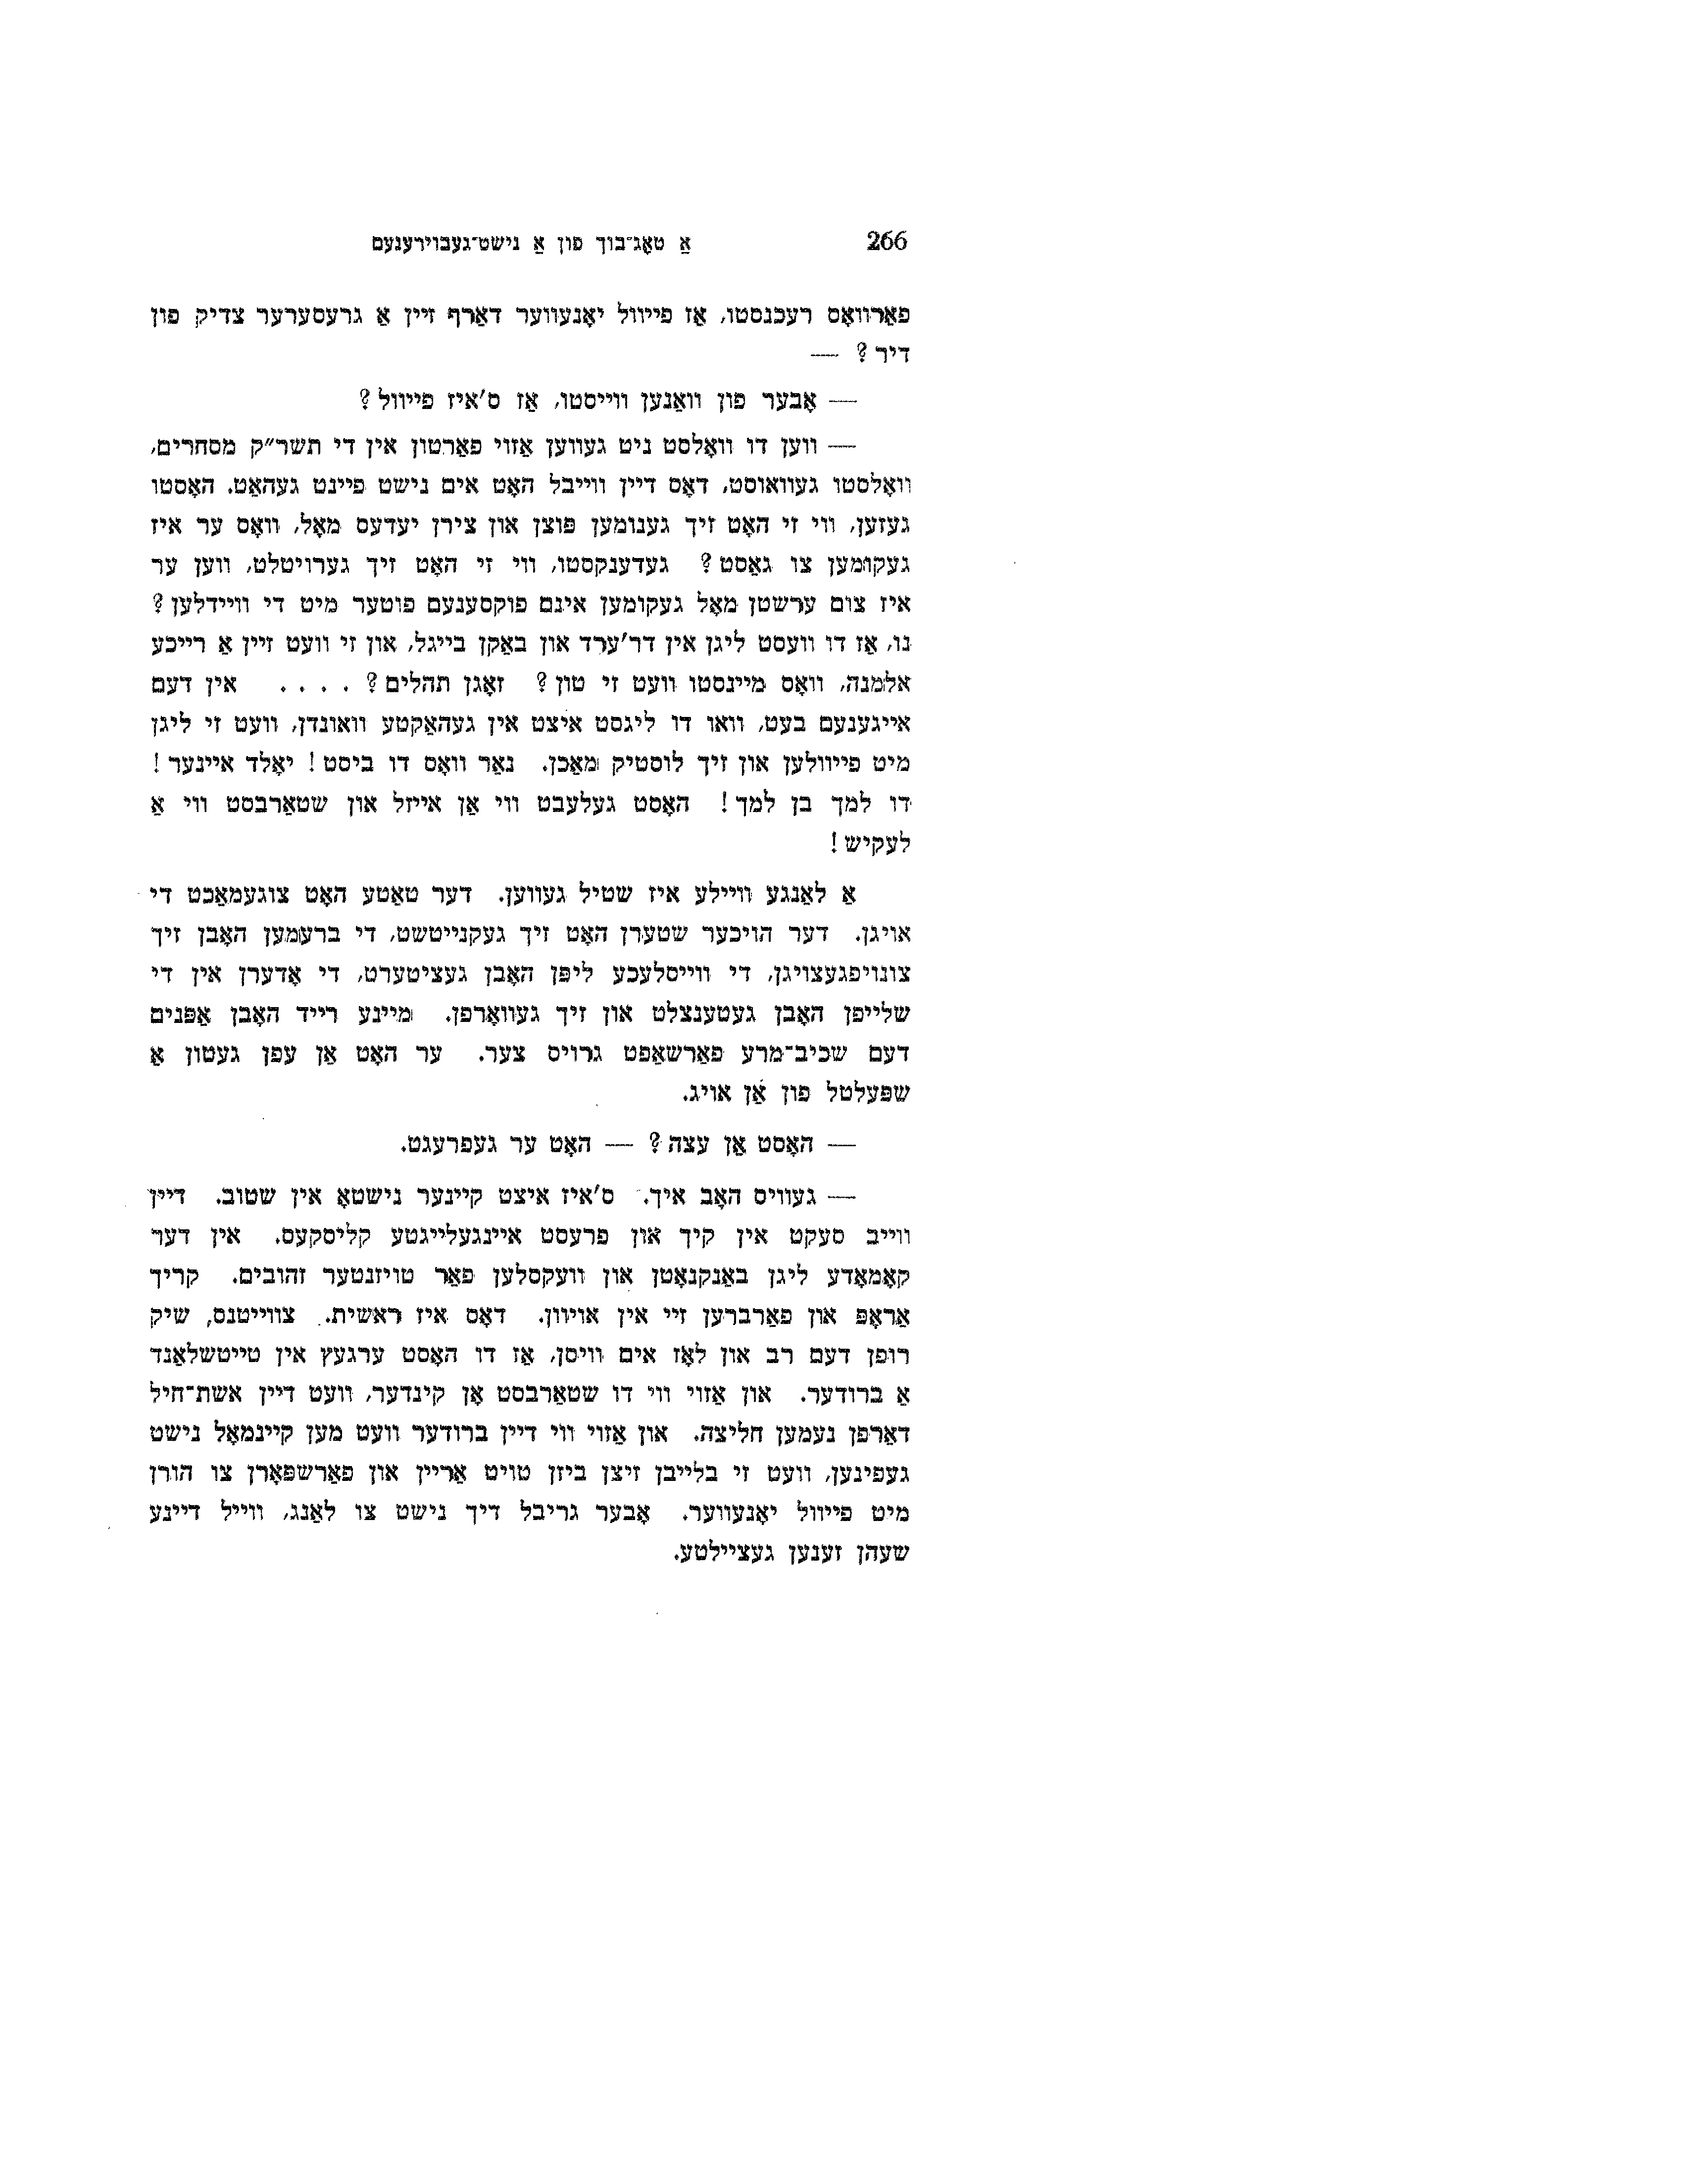 266 אַ טאָג־בוך פון אַ נישט־געבוירענעם
פאַרוואָס רעכנסטו, אַז פייוול יאָנעווער דאַרף זיין אַ גרעסערער צדיק פון
דיר? —
— אָבער פון וואַנען ווייסטו, אַז ס'איז פייוול?
— ווען דו וואָלסט ניט געווען אַזוי פאַרטון אין די תשר״ק מסחרים,
וואָלסטו געוואוסט, דאָס דיין ווייבל האָט אים נישט פיינט געהאַט. האָסטו
געזען, ווי זי האָט זיך גענומען פּוצן און צירן יעדעס מאָל, וואָס ער איז
געקומען צו גאַסט? געדענקסטו, ווי זי האָט זיך גערויטלט, ווען ער
איז צום ערשטן מאָל געקומען אינם פוקסענעם פוטער מיט די וויידלען?
נו, אַז דו וועסט ליגן אין דר'ערד און באַקן בייגל, און זי וועט זיין אַ רייכע
אלמנה, וואָס מיינסטו וועט זי טון? זאָגן תהלים? .... אין דעם
אייגענעם בעט, וואו דו ליגסט איצט אין געהאַקטע וואונדן, וועט זי ליגן
מיט פייוולען און זיך לוסטיק מאַכן. נאַר וואָס דו ביסט! יאָלד איינער!
דו למך בן למך! האָסט געלעבט ווי אַן אייזל און שטאַרבסט ווי אַ
לעקיש!
אַ לאַנגע וויילע איז שטיל געווען. דער טאַטע האָט צוגעמאַכט די
אויגן. דער הויכער שטערן האָט זיך געקנייטשט, די ברעמען האָבן זיך
צונויפגעצויגן, די ווייסלעכע ליפּן האָבן געציטערט, די אָדערן אין די
שלייפן האָבן געטענצלט און זיך געוואָרפן. מיינע רייד האָבן אַפּנים
דעם שכיב־מרע פאַרשאַפט גרויס צער. ער האָט אַן עפן געטון אַ
שפּעלטל פון אַן אויג.
— האָסט אַן עצה? — האָט ער געפרעגט.
— געוויס האָב איך. ס'איז איצט קיינער נישטאָ אין שטוב. דיין
ווייב סעקט אין קיך און פרעסט איינגעלייגטע קליסקעס. אין דער
קאָמאָדע ליגן באַנקנאָטן און וועקסלען פאַר טויזנטער זהובים. קריך
אַראָפּ און פאַרברען זיי אין אויוון. דאָס איז ראשית. צווייטנס, שיק
רופן דעם רב און לאָז אים וויסן, אַז דו האָסט ערגעץ אין טייטשלאַנד
אַ ברודער. און אַזוי ווי דו שטאַרבסט אָן קינדער, וועט דיין אשת־חיל
דאַרפן נעמען חליצה. און אַזוי ווי דיין ברודער וועט מען קיינמאָל נישט
געפינען, וועט זי בלייבן זיצן ביזן טויט אַריין און פאַרשפּאָרן צו הורן
מיט פייוול יאָנעווער. אָבער גריבל דיך נישט צו לאַנג, ווייל דיינע
שעהן זענען געציילטע.